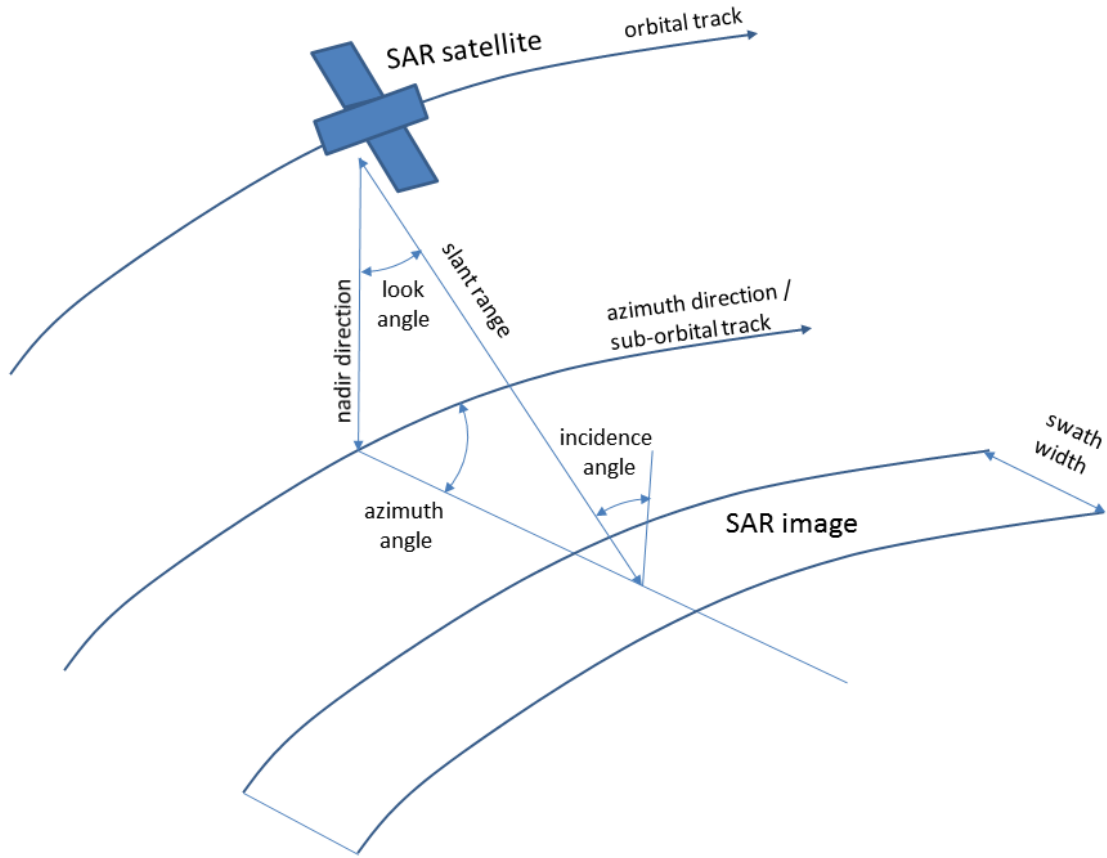 orbital track
SAR satellite
slant range
look
angle
nadir direction
azimuth direction /
sub-orbital track
incidence
angle
swath
width
azimuth
angle
SAR image